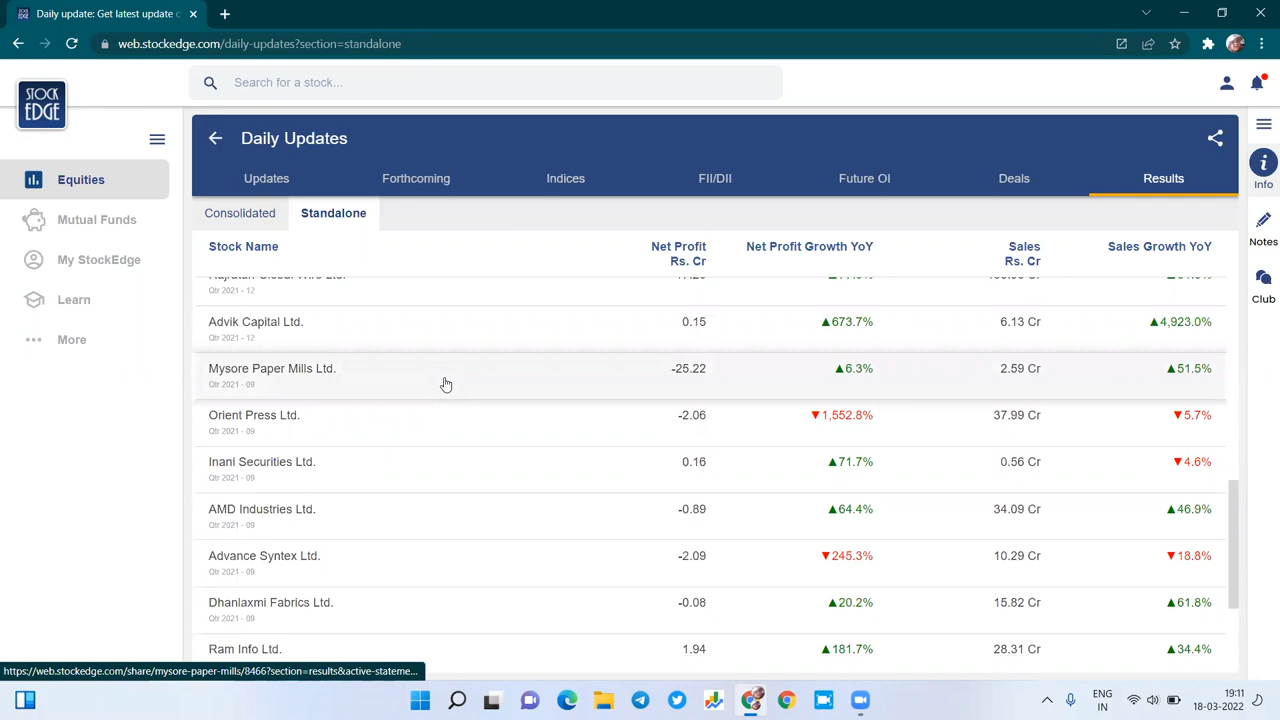 Daily update: Get latest update o
web.stockedge.com/daily-updates?section=standalone
STOCK
EDGE
Search for a stock...
Equities
Mutual Funds
My StockEdge
Learn
More
Daily Updates
Updates Forthcoming Indices FII/DII Future OI Deals Results
Consolidated Standalone
Stock Name Net Profit Net Profit Growth YoY Sales Sales Growth YoY
Rs. Cr Rs. Cr
Qtr 2021 - 12
Advik Capital Ltd. 0.15 ▲673.7% 6.13 Cr ▲4,923.0%
Qtr 2021 - 12
Mysore Paper Mills Ltd. -25.22 ▲6.3% 2.59 Cr ▲51.5%
Qtr 2021 - 09
Orient Press Ltd. -2.06 ▼1,552.8% 37.99 Cr ▼5.7%
Qtr 2021 - 09
Inani Securities Ltd. 0.16 ▲71.7% 0.56 Cr ▼4.6%
Qtr 2021 - 09
AMD Industries Ltd. -0.89 ▲64.4% 34.09 Cr ▲46.9%
Qtr 2021 - 09
Advance Syntex Ltd. -2.09 ▼245.3% 10.29 Cr ▼18.8%
Qtr 2021 - 09
Dhanlaxmi Fabrics Ltd. -0.08 ▲20.2% 15.82 Cr ▲61.8%
Qtr 2021 - 09
Ram Info Ltd. 1.94 ▲181.7% 28.31 Cr ▲34.4%
Info
Notes
Club
https://web.stockedge.com/share/mysore-paper-mills/8466?section=results&active-stateme...
ENG
IN
19:11
18-03-2022